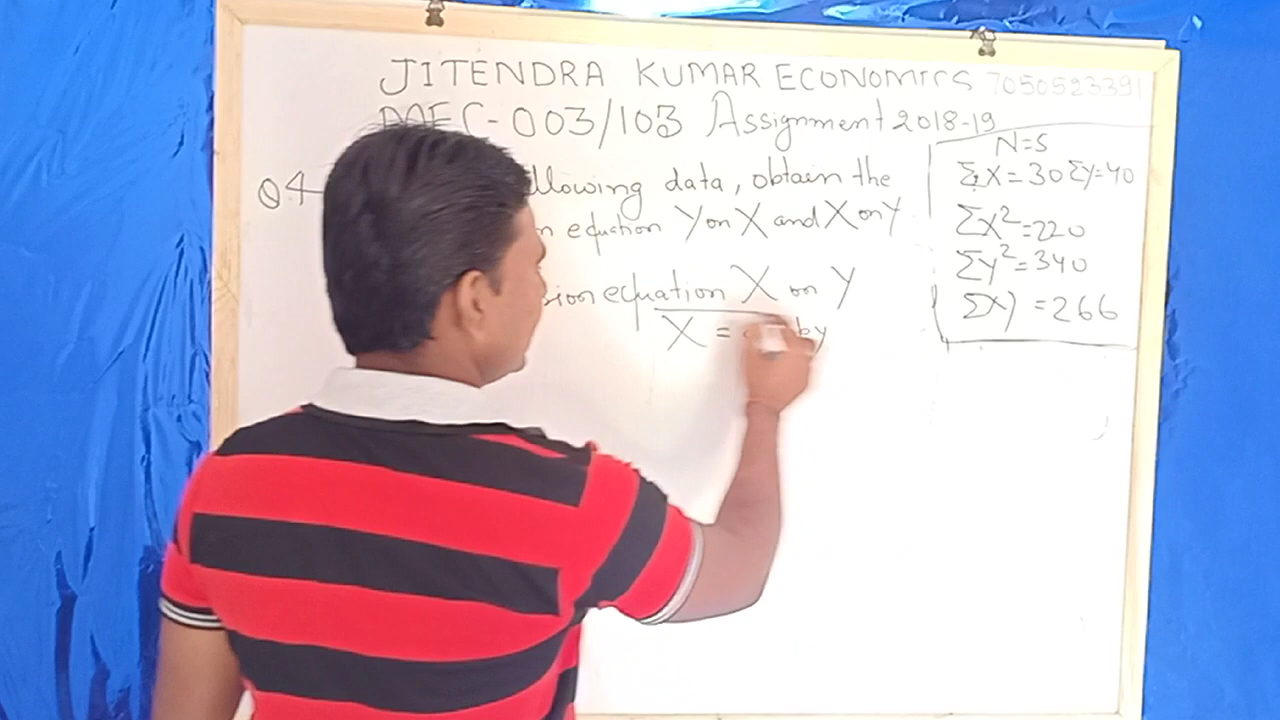 JITENDRA KUMAR ECONOMICS 7050523391
-003/103 Assignment 2018-19
Q4 llowing data, obtain the
n equation Y on X and X on Y
sion equation X on Y
X = by
N=5
ΣX=30 Σy=40
ΣX²=220
Σy²=340
Σxy =266